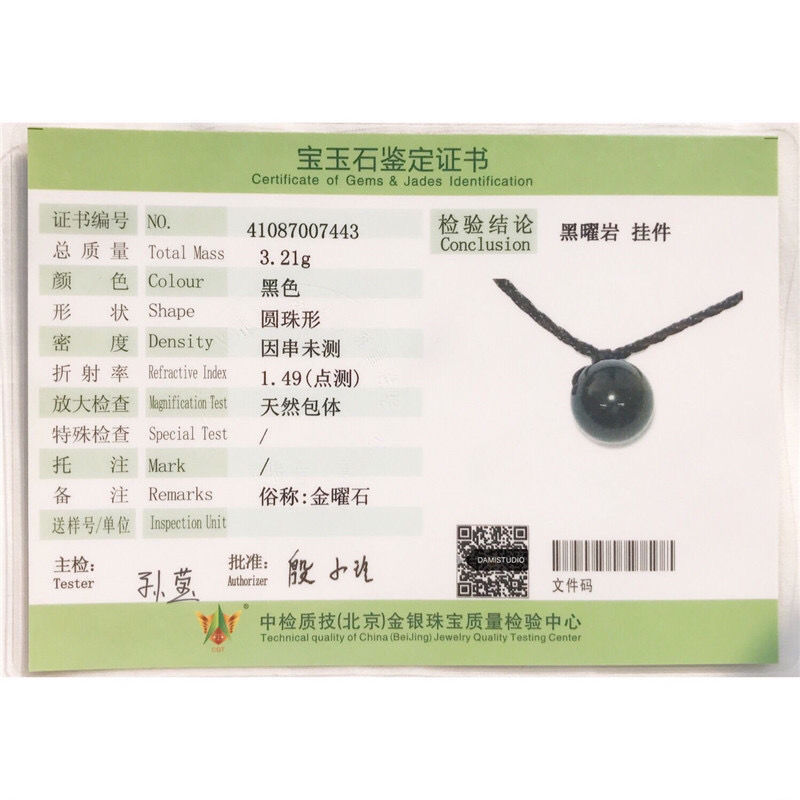 宝玉石鉴定证书
Certificate of Gems & Jades Identification
证书编号 NO. 41087007443
总质量 Total Mass 3.21g
颜色 Colour 黑色
形状 Shape 圆珠形
密度 Density 因串未测
折射率 Refractive Index 1.49(点测)
放大检查 Magnification Test 天然包体
特殊检查 Special Test /
托注 Mark /
备注 Remarks 俗称:金曜石
送样号/单位 Inspection Unit
检验结论 黑曜岩 挂件
Conclusion
DAMISTUDIO
文件码
主检: 孙莹
Tester
批准: 殷小玲
Authorizer
CQT
中检质技(北京)金银珠宝质量检验中心
Technical quality of China (BeiJing) Jewelry Quality Testing Center